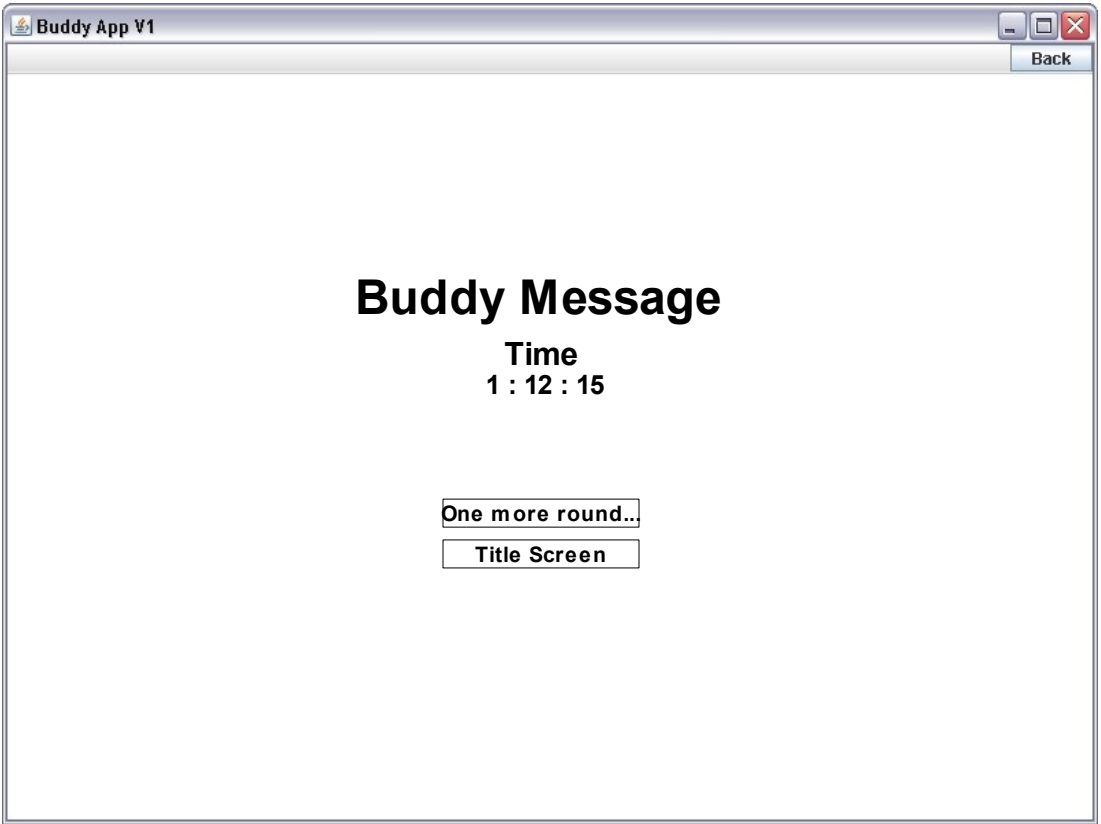 Buddy App V1
Back
Buddy Message
Time
1 : 12 : 15
One more round...
Title Screen